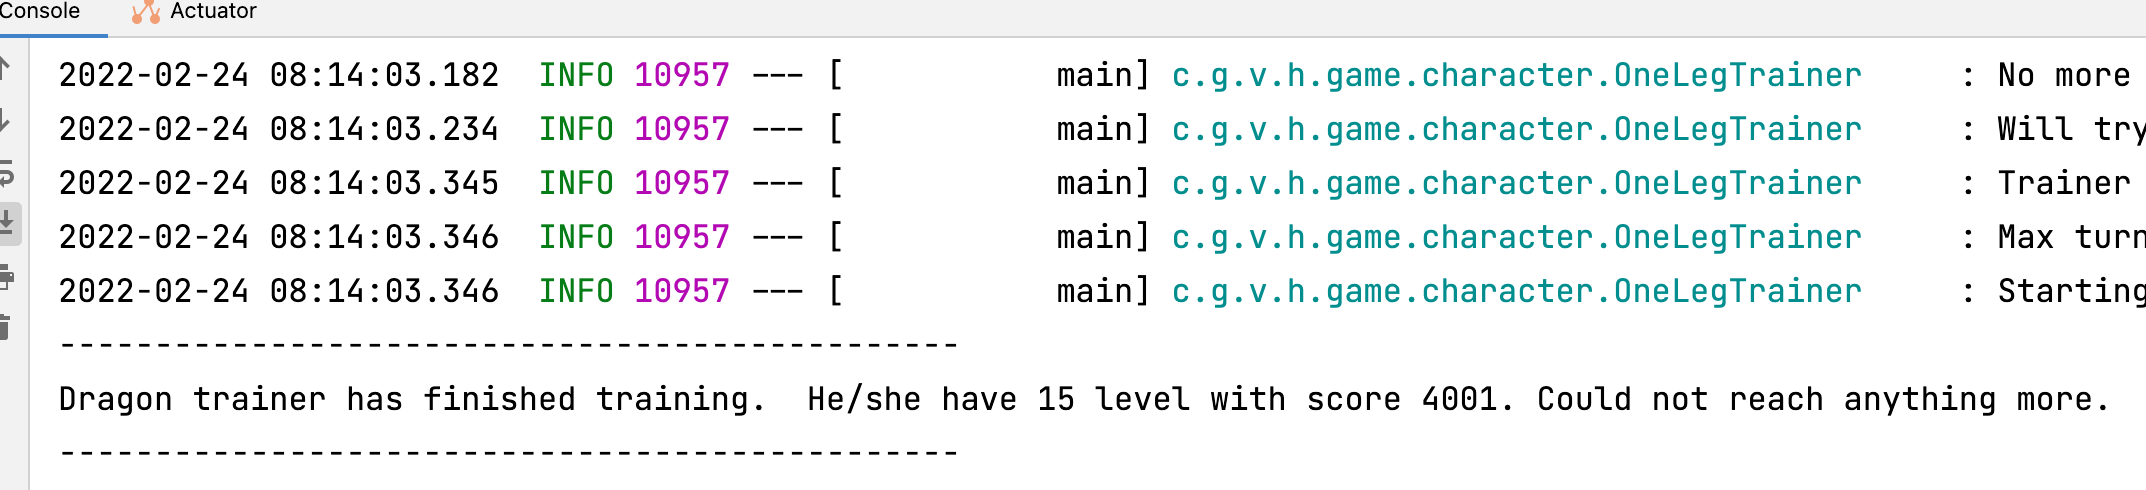 Console Actuator
2022-02-24 08:14:03.182  INFO 10957 --- [           main] c.g.v.h.game.character.OneLegTrainer     : No more
2022-02-24 08:14:03.234  INFO 10957 --- [           main] c.g.v.h.game.character.OneLegTrainer     : Will try
2022-02-24 08:14:03.345  INFO 10957 --- [           main] c.g.v.h.game.character.OneLegTrainer     : Trainer
2022-02-24 08:14:03.346  INFO 10957 --- [           main] c.g.v.h.game.character.OneLegTrainer     : Max turn
2022-02-24 08:14:03.346  INFO 10957 --- [           main] c.g.v.h.game.character.OneLegTrainer     : Starting
-----------------------------------------------
Dragon trainer has finished training.  He/she have 15 level with score 4001. Could not reach anything more.
-----------------------------------------------